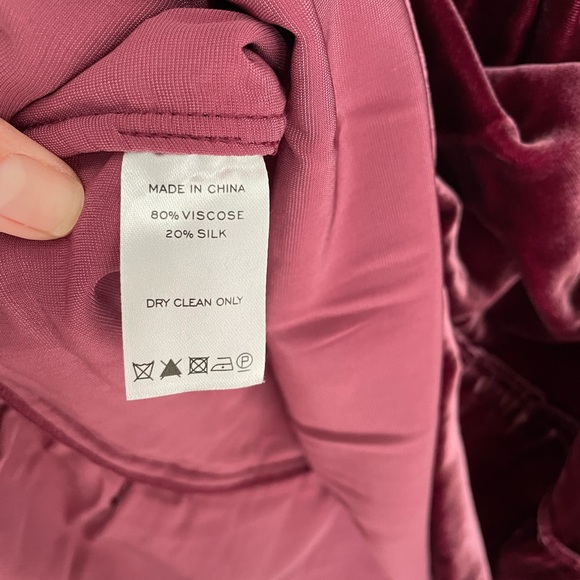 MADE IN CHINA
80% VISCOSE
20% SILK
DRY CLEAN ONLY
P